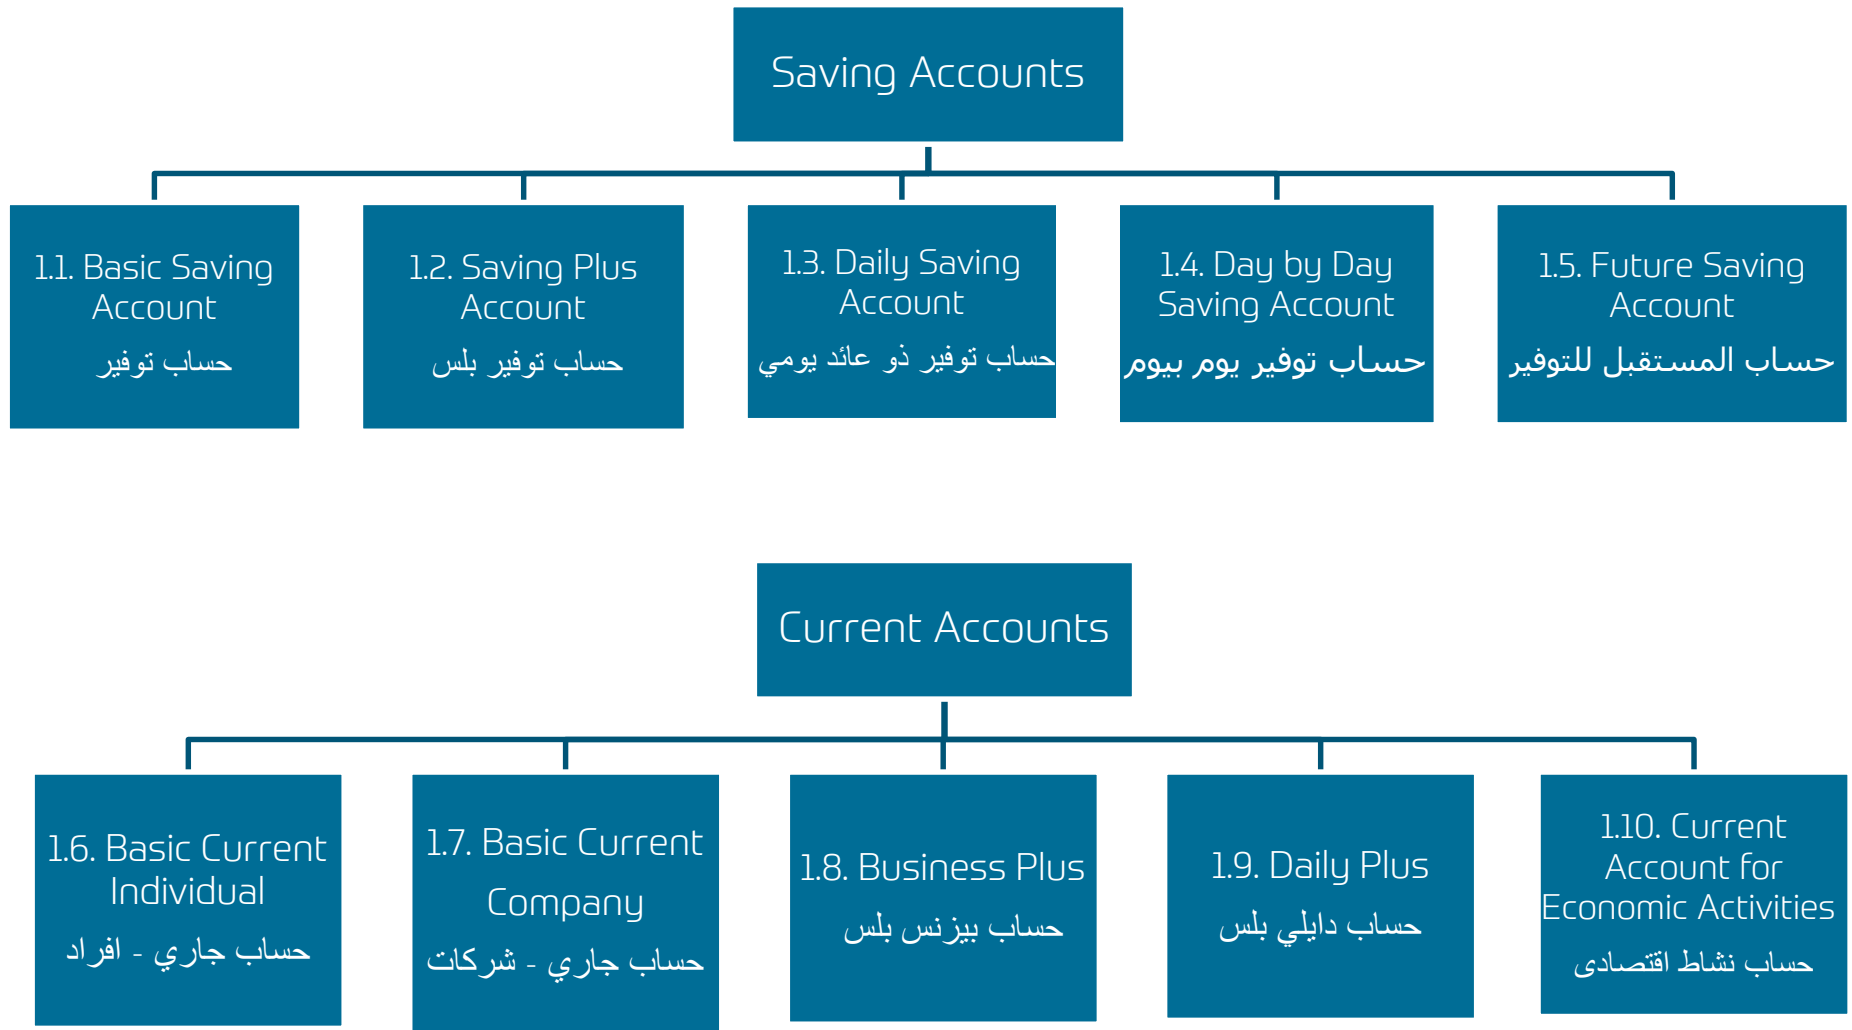 Saving Accounts
1.1. Basic Saving
Account
حساب توفير
1.2. Saving Plus
Account
حساب توفير بلس
1.3. Daily Saving
Account
حساب توفير ذو عائد يومي
1.4. Day by Day
Saving Account
حساب توفير يوم بيوم
1.5. Future Saving
Account
حساب المستقبل للتوفير
Current Accounts
1.6. Basic Current
Individual
حساب جاري - افراد
1.7. Basic Current
Company
حساب جاري - شركات
1.8. Business Plus
حساب بيزنس بلس
1.9. Daily Plus
حساب دايلي بلس
1.10. Current
Account for
Economic Activities
حساب نشاط اقتصادى